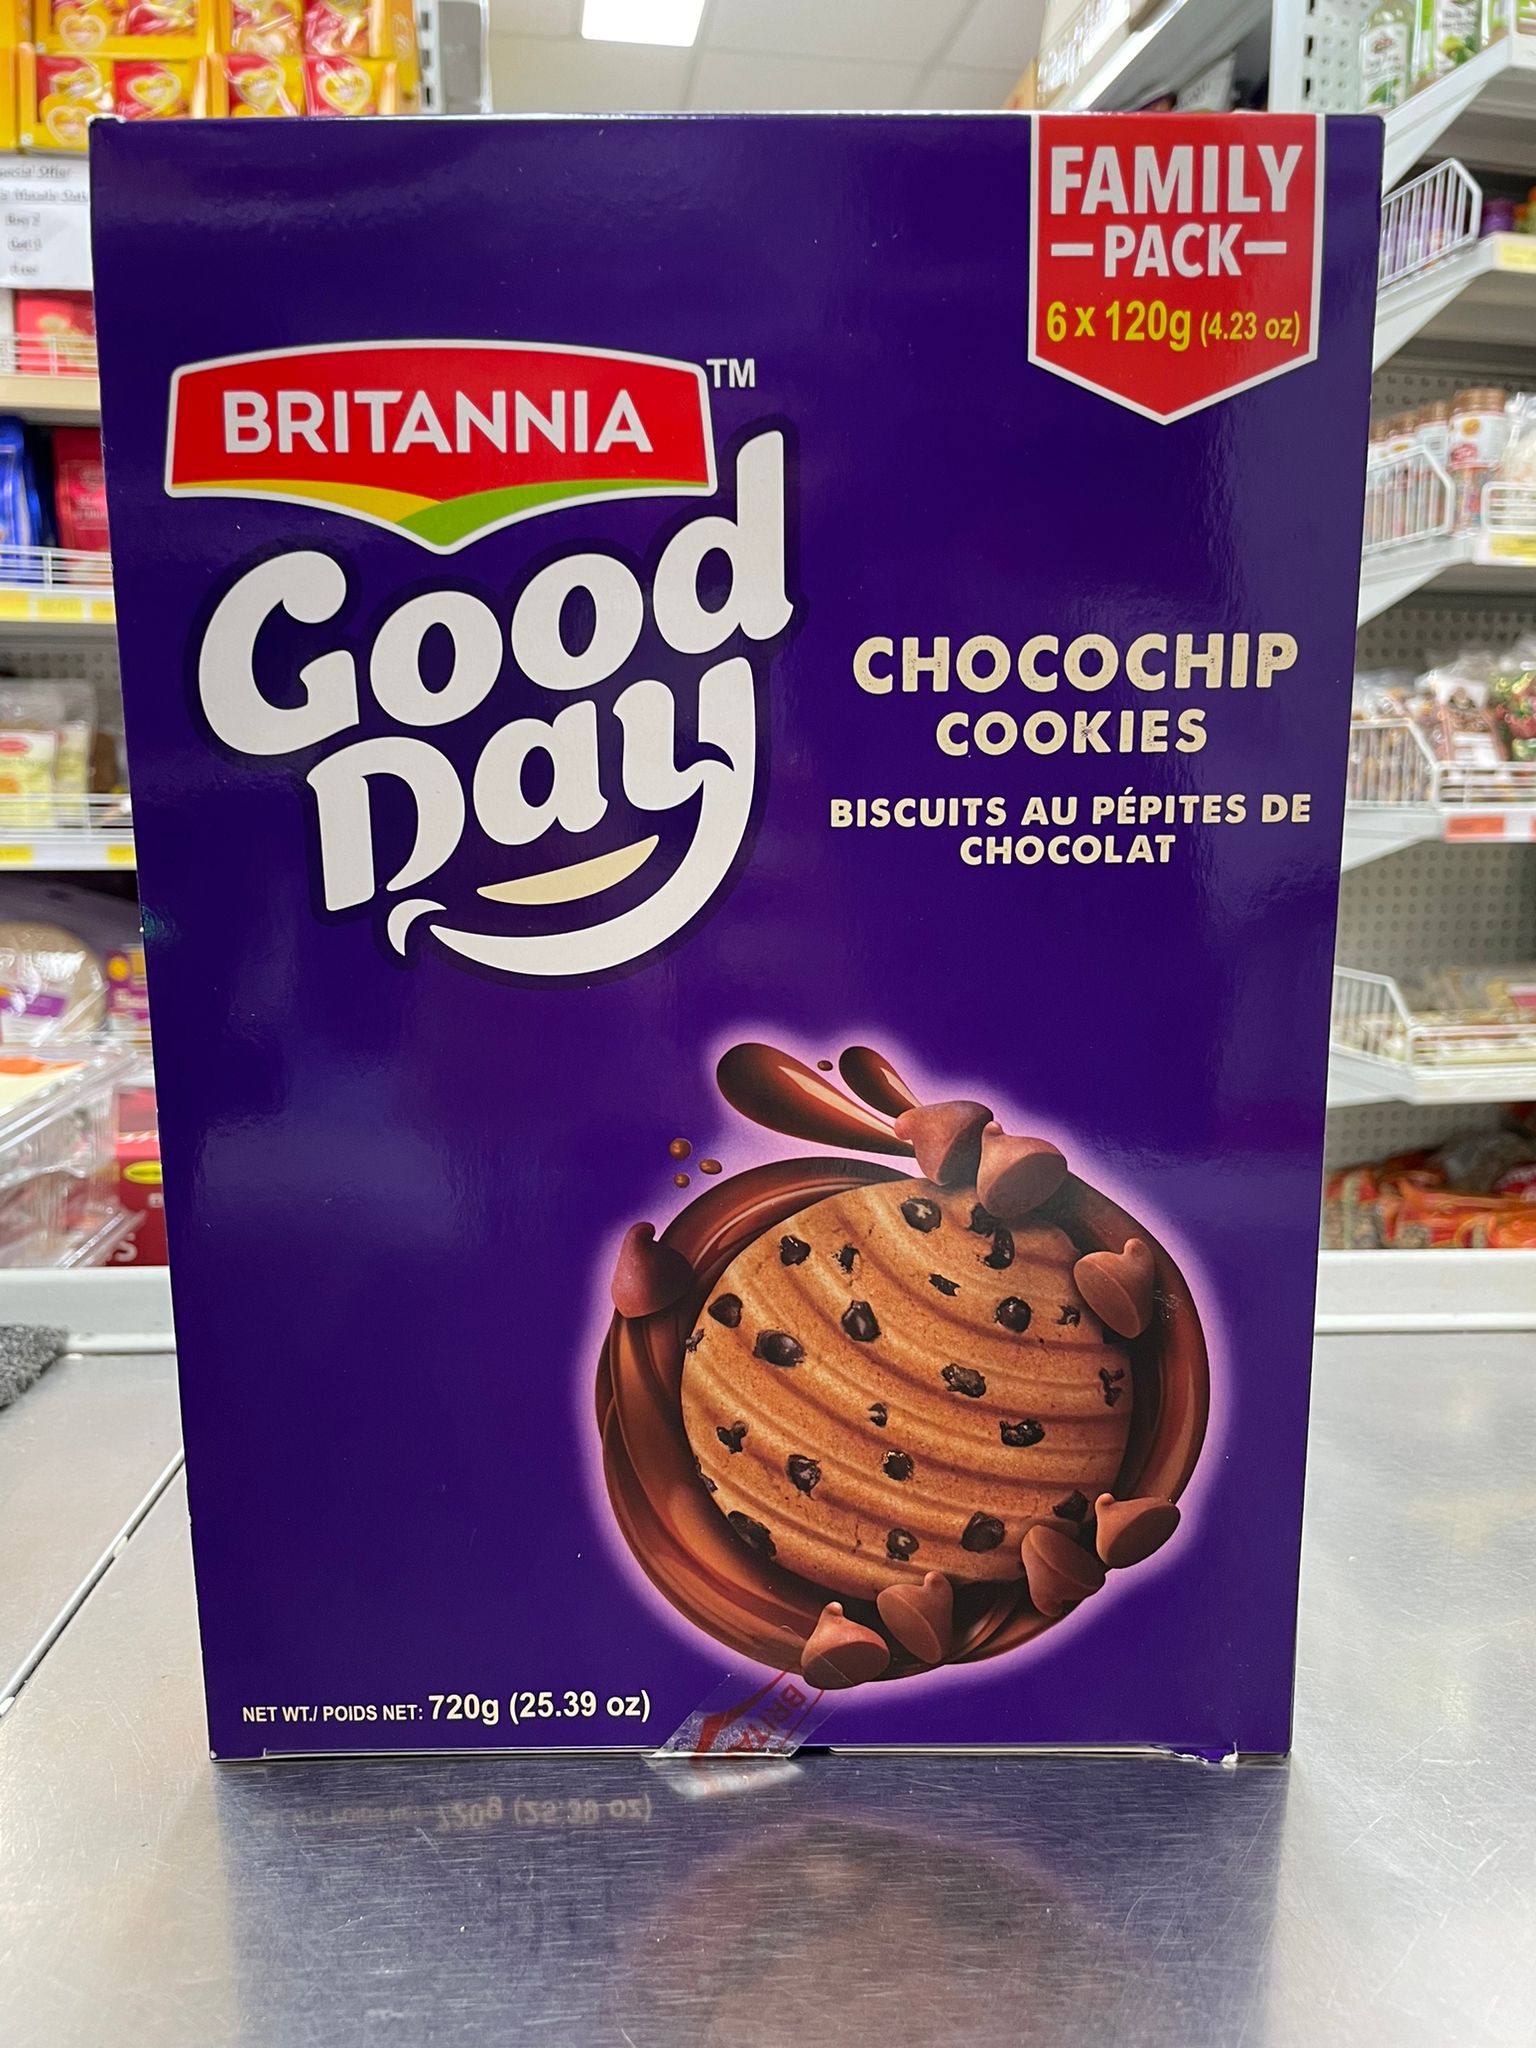 FAMILY
PACK
6 x 120g (4.23 oz)
BRITANNIA TM
Good
Day
CHOCOCHIP
COOKIES
BISCUITS AU PÉPITES DE
CHOCOLAT
NET WT./ POIDS NET: 720g (25.39 oz)